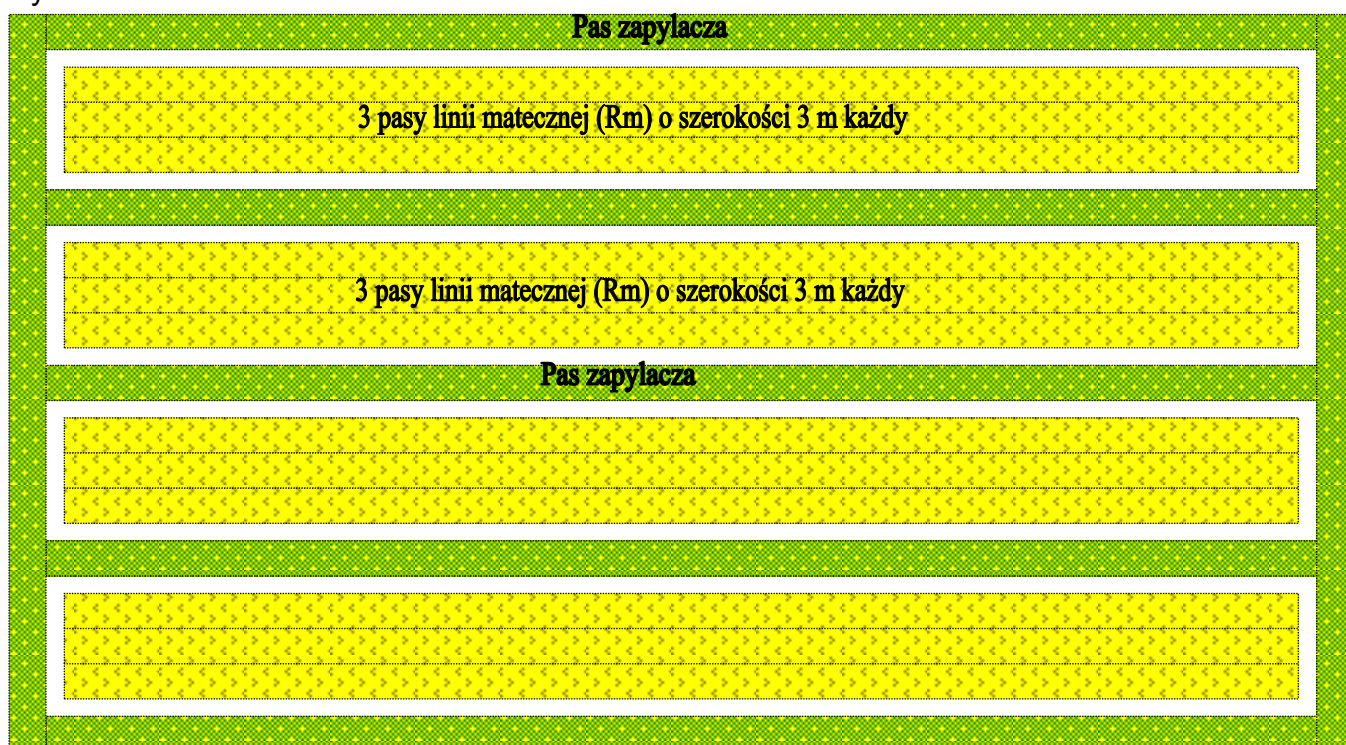 Pas zapylacza
3 pasy linii matecznej (Rm) o szerokości 3 m każdy
3 pasy linii matecznej (Rm) o szerokości 3 m każdy
Pas zapylacza